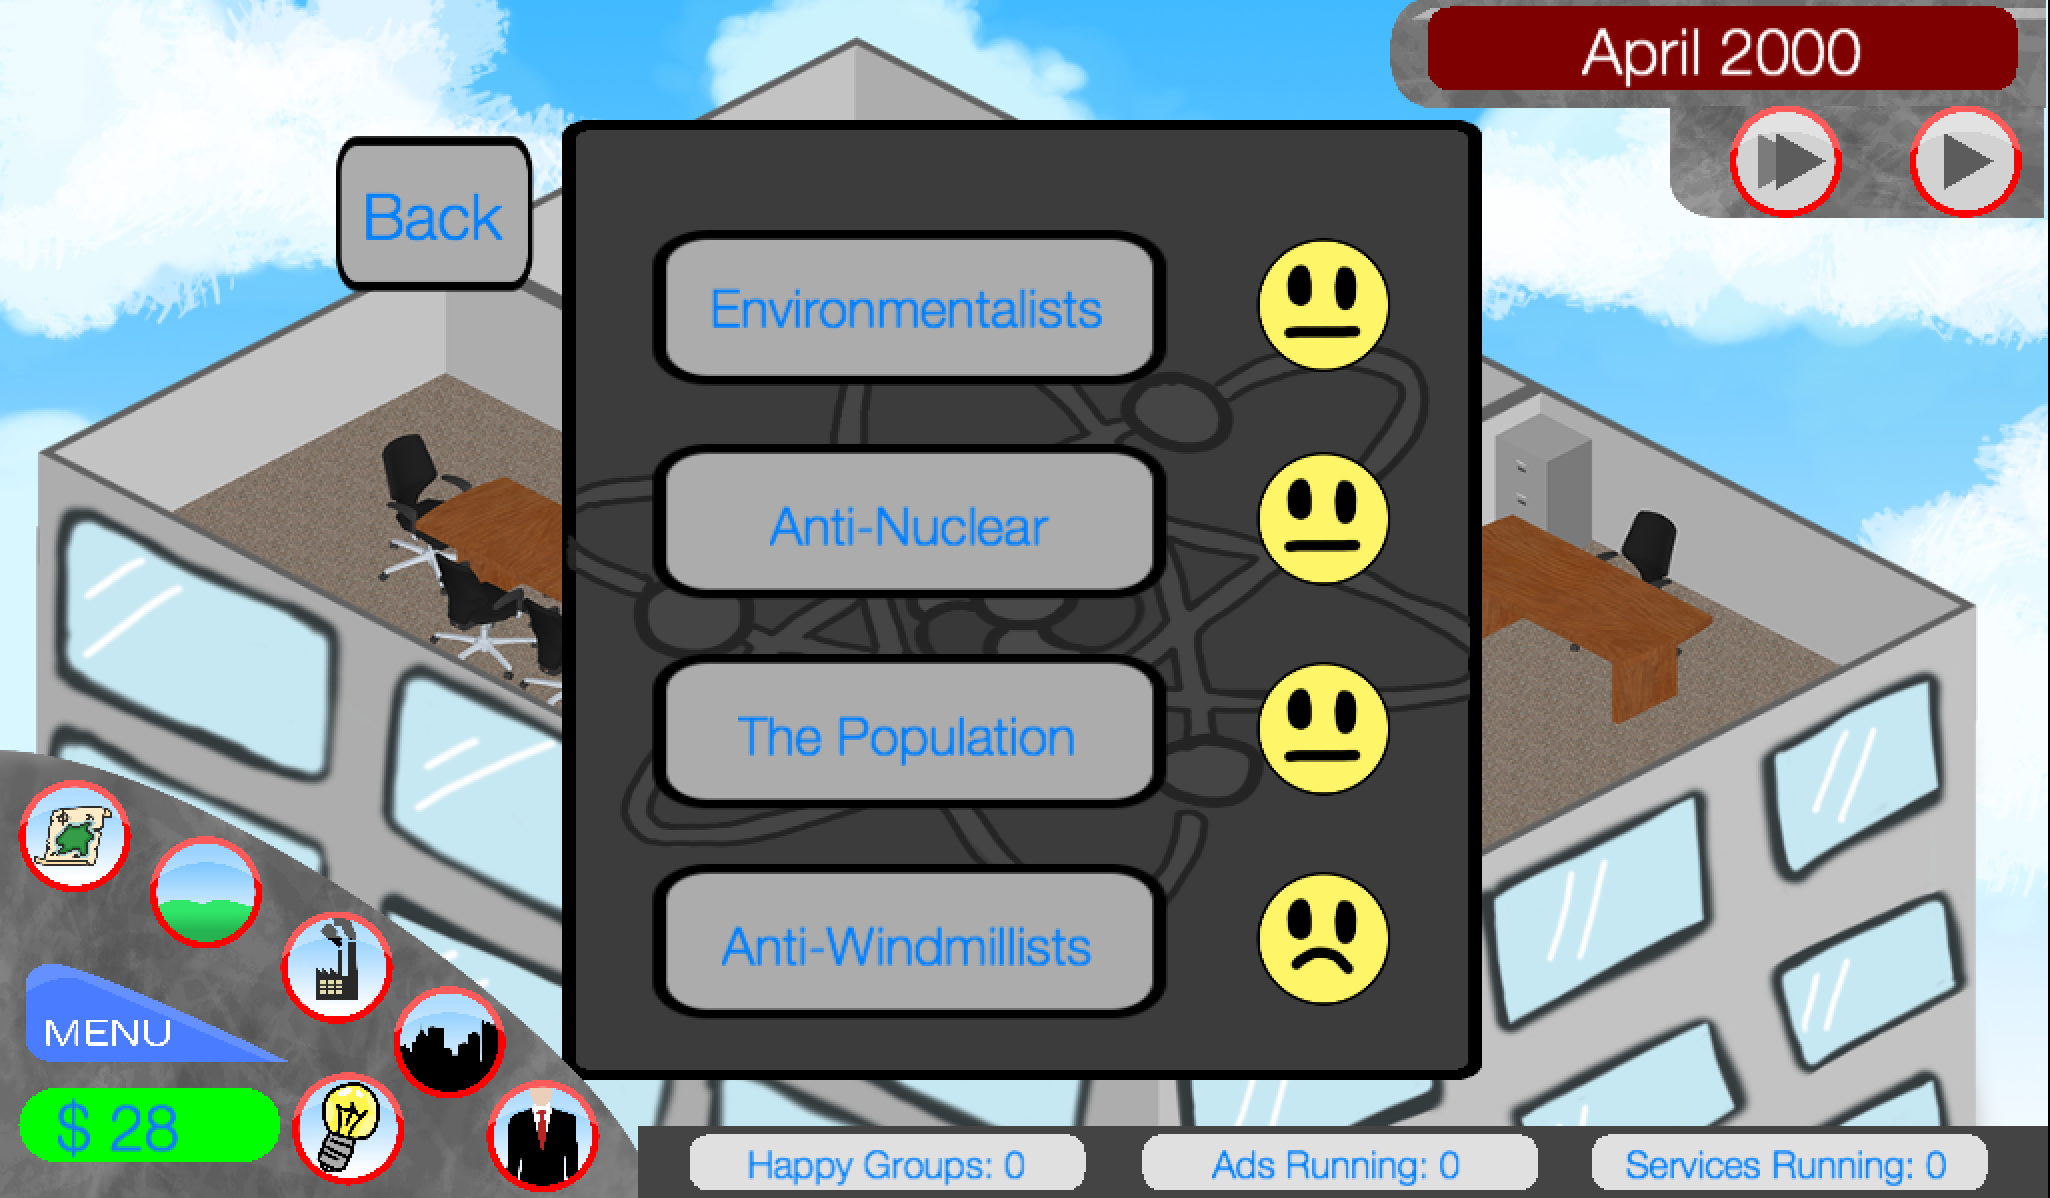 April 2000
Back
Environmentalists
Anti-Nuclear
The Population
Anti-Windmillists
MENU
$ 28
Happy Groups: 0
Ads Running: 0
Services Running: 0